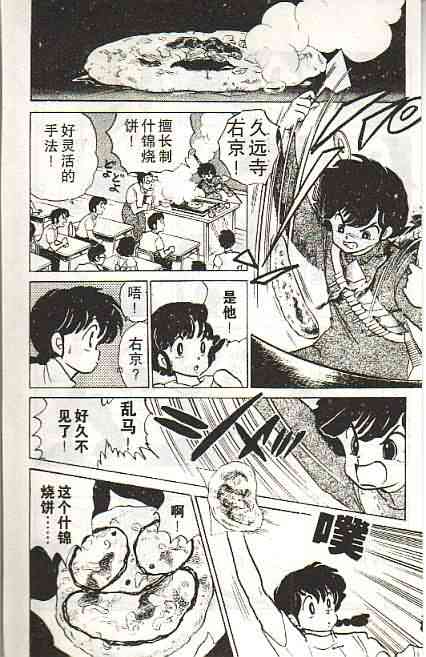 久远寺
右京！
擅长制
什锦烧
饼！
好灵活的
手法！
どよ
どよ
是他！
唔！
右京？
乱马！
好久不
见了！
噗
啊！
这个什锦
烧饼……